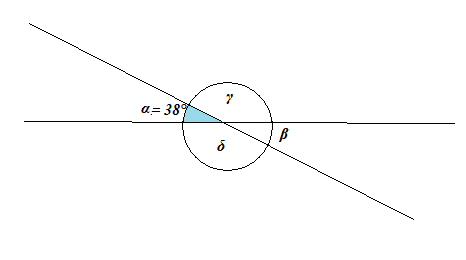 γ
α = 38°
β
δ